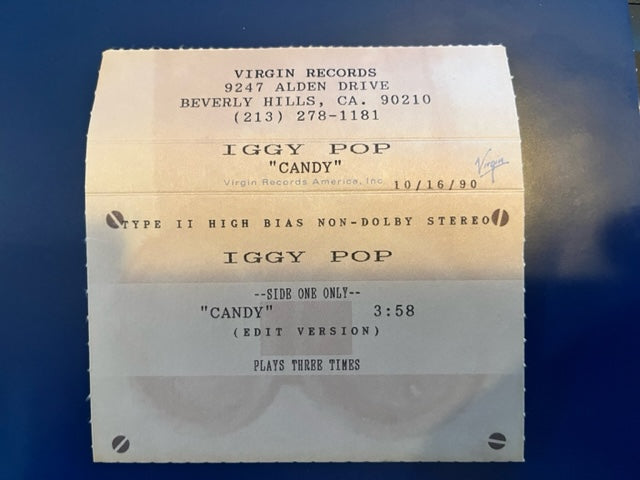 VIRGIN RECORDS
9247 ALDEN DRIVE
BEVERLY HILLS, CA. 90210
(213) 278-1181
IGGY POP
"CANDY"
Virgin
Virgin Records America, Inc. 10/16/90
TYPE II HIGH BIAS NON-DOLBY STEREO
IGGY POP
--SIDE ONE ONLY--
"CANDY" 3:58
(EDIT VERSION)
PLAYS THREE TIMES